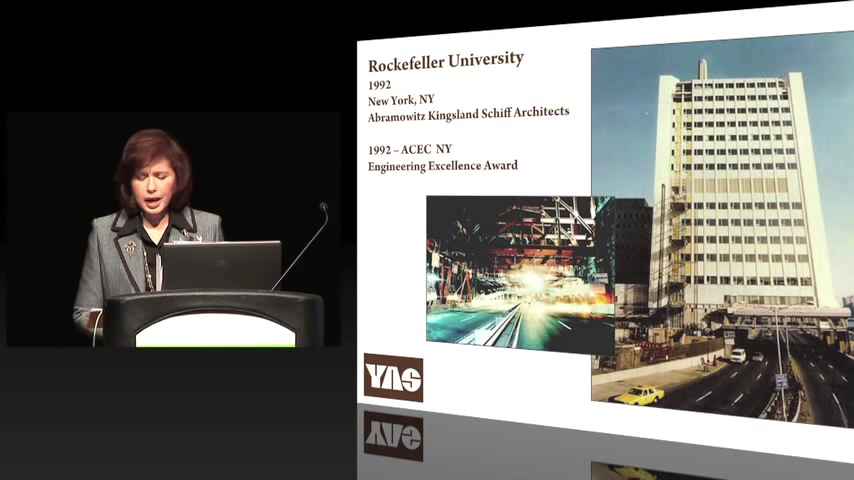 Rockefeller University
1992
New York, NY
Abramowitz Kingsland Schiff Architects
1992 – ACEC NY
Engineering Excellence Award
YAS